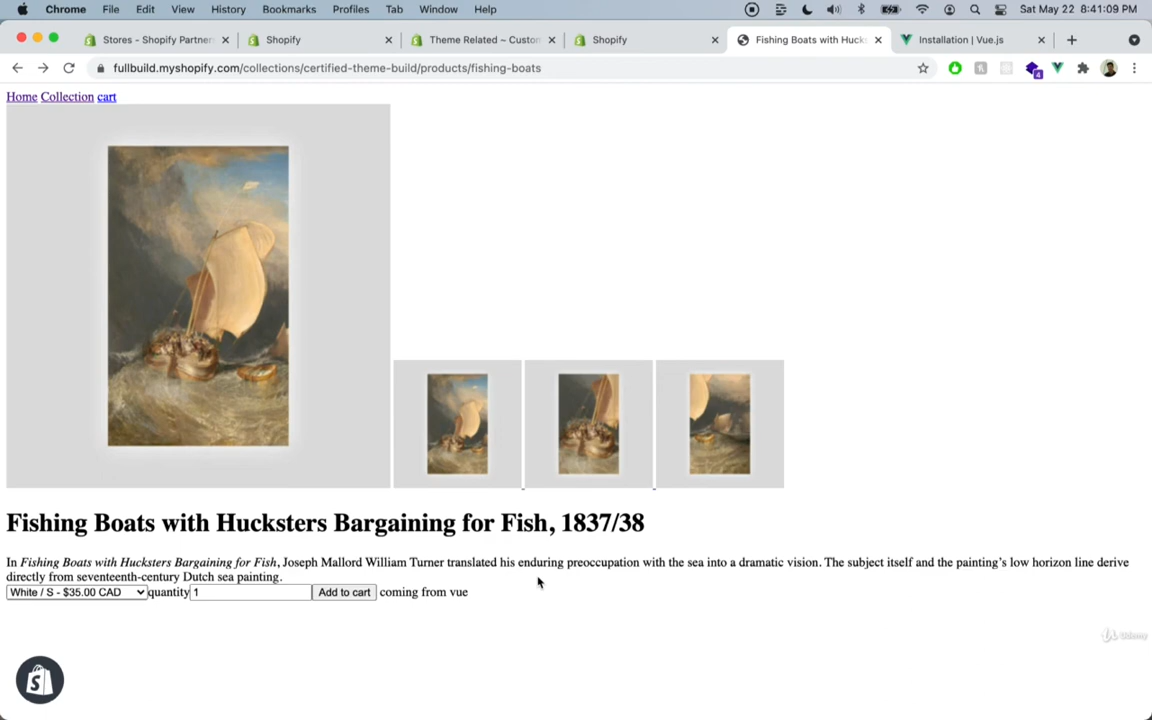 Chrome File Edit View History Bookmarks Profiles Tab Window Help Sat May 22 8:41:09 PM
Stores - Shopify Partner Shopify Theme Related ~ Custon Shopify Fishing Boats with Huck Installation | Vue.js
fullbuild.myshopify.com/collections/certified-theme-build/products/fishing-boats 4
Home Collection cart
Fishing Boats with Hucksters Bargaining for Fish, 1837/38
In Fishing Boats with Hucksters Bargaining for Fish, Joseph Mallord William Turner translated his enduring preoccupation with the sea into a dramatic vision. The subject itself and the painting's low horizon line derive
directly from seventeenth-century Dutch sea painting.
White / S - $35.00 CAD quantity 1 Add to cart coming from vue
Udemy